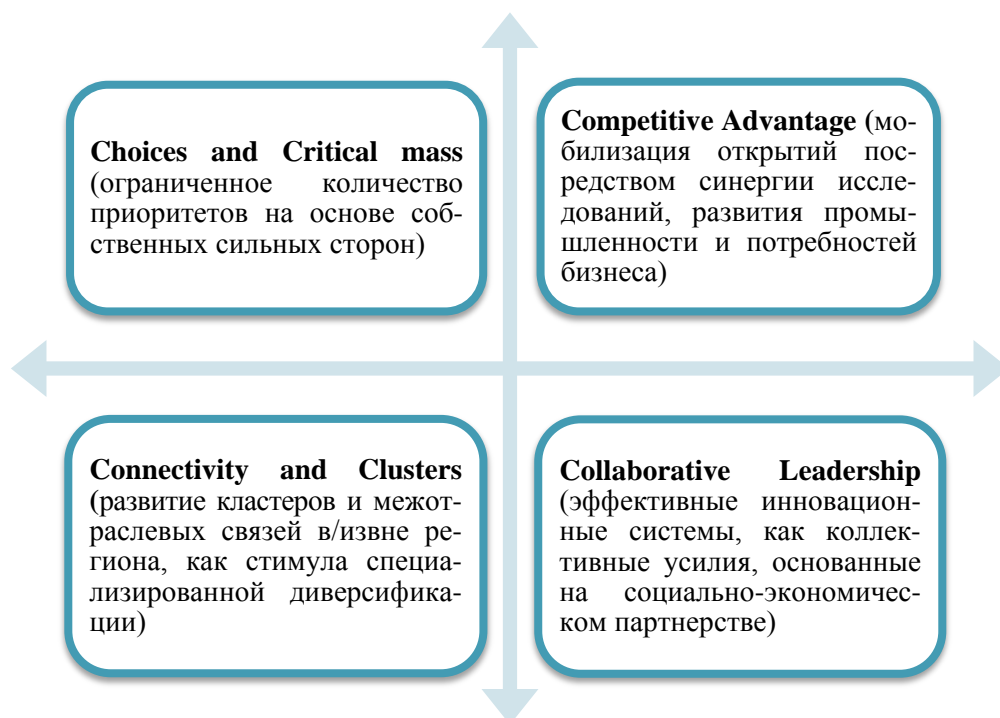 Choices and Critical mass
(ограниченное количество
приоритетов на основе соб-
ственных сильных сторон)
Competitive Advantage (мо-
билизация открытий пос-
редством синергии иссле-
дований, развития промы-
шленности и потребностей
бизнеса)
Connectivity and Clusters
(развитие кластеров и межот-
раслевых связей в/извне ре-
гиона, как стимула специа-
лизированной диверсифика-
ции)
Collaborative Leadership
(эффективные инновацион-
ные системы, как коллек-
тивные усилия, основанные
на социально-экономичес-
ком партнерстве)